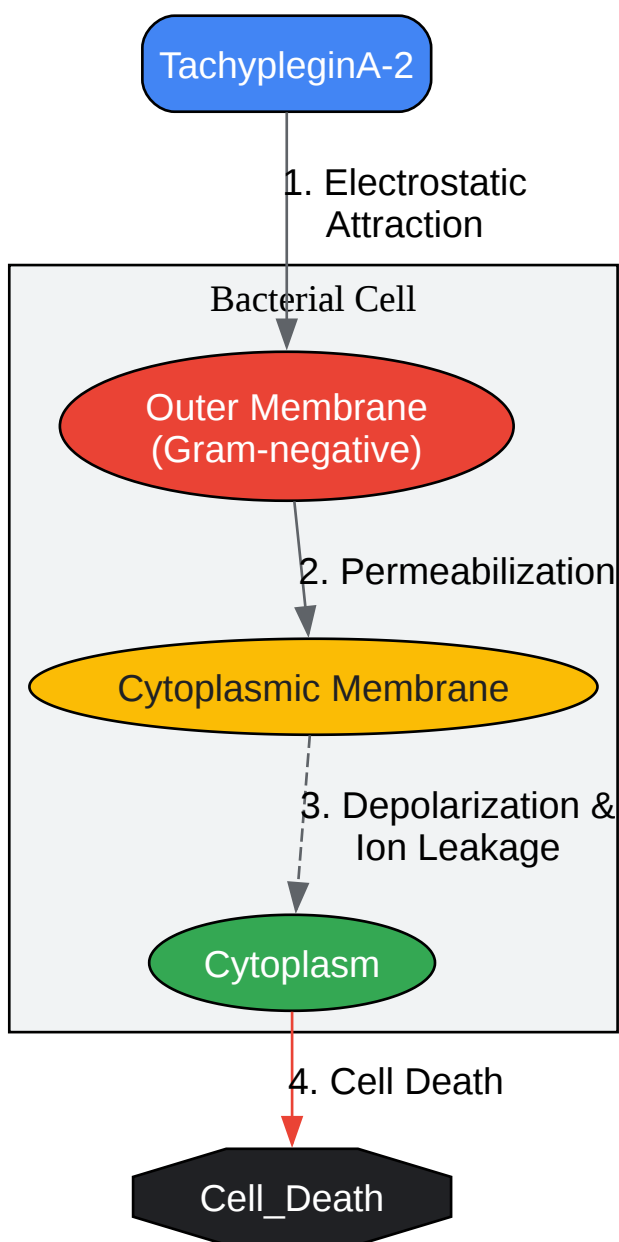 TachypleginA-2
1. Electrostatic
Attraction
Bacterial Cell
Outer Membrane
(Gram-negative)
2. Permeabilization
Cytoplasmic Membrane
3. Depolarization &
Ion Leakage
Cytoplasm
4. Cell Death
Cell_Death